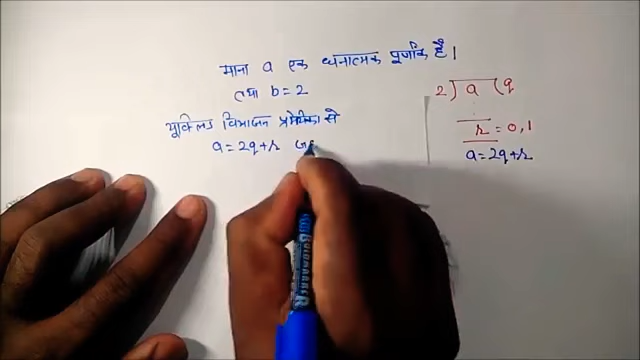 माना a एक धनात्मक पूर्णांक है।
तथा b = 2
यूक्लिड विभाजन प्रमेयिका से
a = 2q + r
2 ) a ( q
r = 0, 1
a = 2q + r